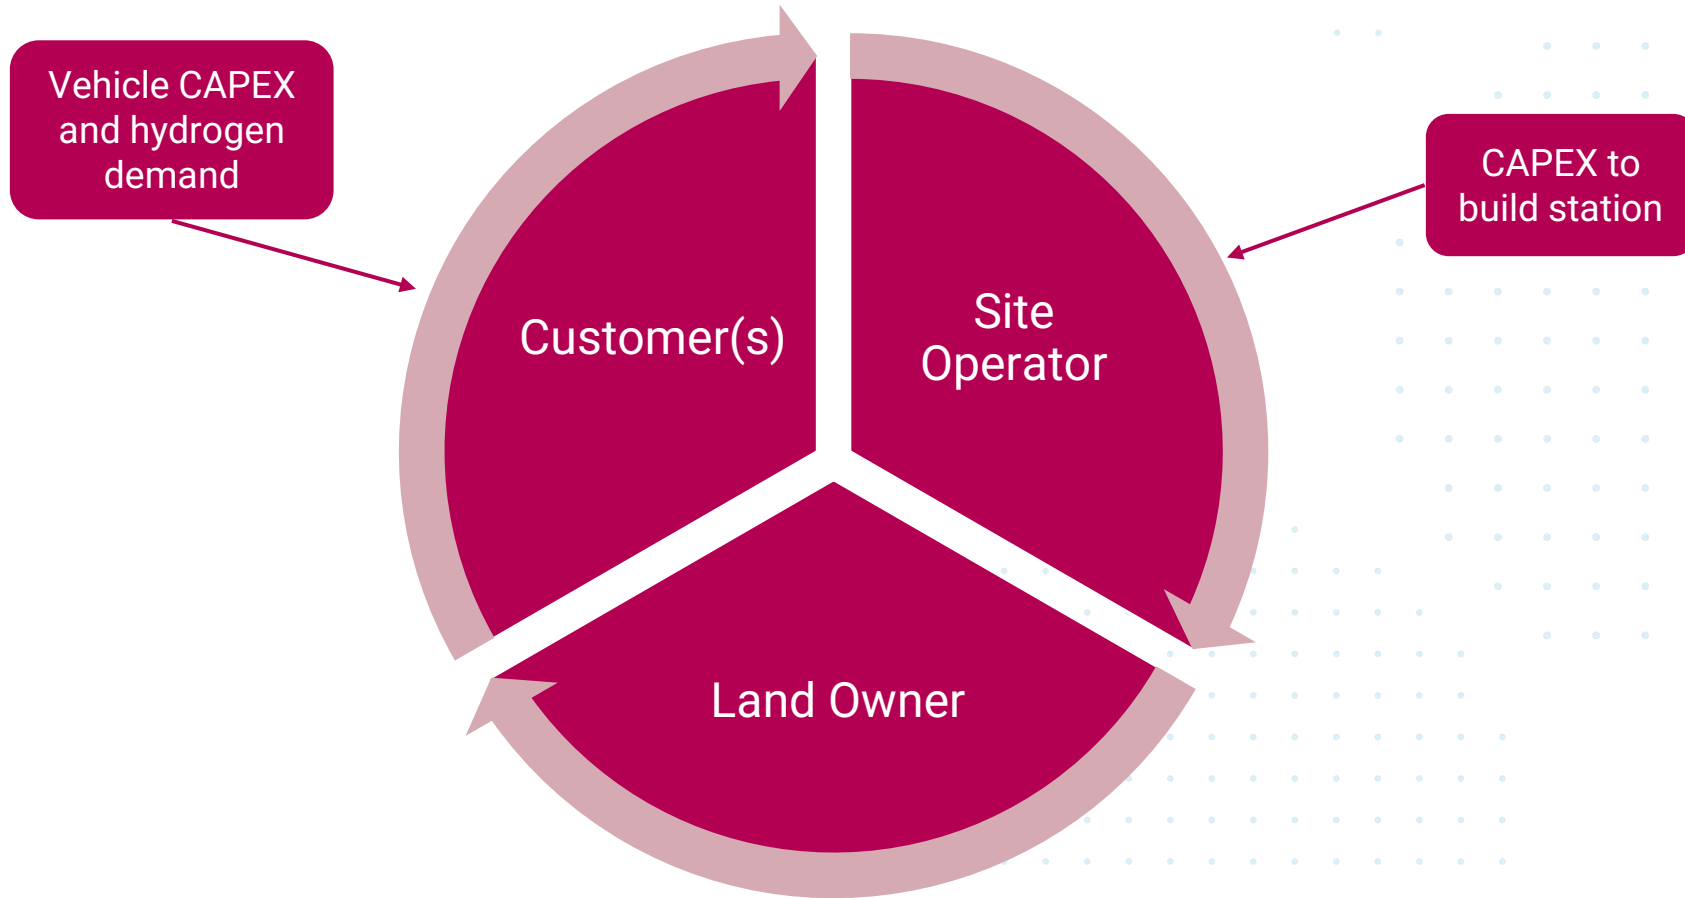 Vehicle CAPEX
and hydrogen
demand
CAPEX to
build station
Customer(s)
Site
Operator
Land Owner